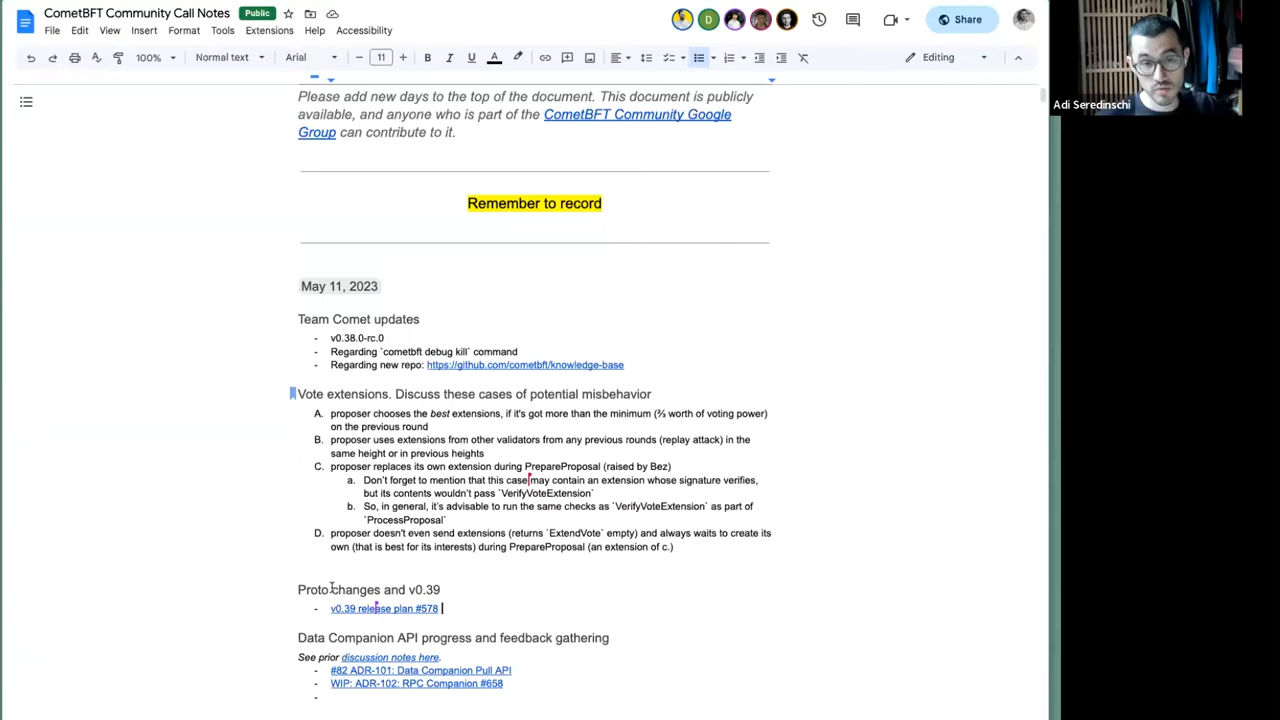 CometBFT Community Call Notes
Public
File Edit View Insert Format Tools Extensions Help Accessibility
D
Share
100%
Normal text
Arial
11
B I U A
Editing
Please add new days to the top of the document. This document is publicly
available, and anyone who is part of the CometBFT Community Google
Group can contribute to it.
Remember to record
May 11, 2023
Team Comet updates
- v0.38.0-rc.0
- Regarding `cometbft debug kill` command
- Regarding new repo: https://github.com/cometbft/knowledge-base
Vote extensions. Discuss these cases of potential misbehavior
A. proposer chooses the best extensions, if it's got more than the minimum (⅔ worth of voting power)
on the previous round
B. proposer uses extensions from other validators from any previous rounds (replay attack) in the
same height or in previous heights
C. proposer replaces its own extension during PrepareProposal (raised by Bez)
a. Don't forget to mention that this case may contain an extension whose signature verifies,
but its contents wouldn't pass `VerifyVoteExtension`
b. So, in general, it's advisable to run the same checks as `VerifyVoteExtension` as part of
`ProcessProposal`
D. proposer doesn't even send extensions (returns `ExtendVote` empty) and always waits to create its
own (that is best for its interests) during PrepareProposal (an extension of c.)
Proto changes and v0.39
- v0.39 release plan #578
Data Companion API progress and feedback gathering
See prior discussion notes here.
- #82 ADR-101: Data Companion Pull API
- WIP: ADR-102: RPC Companion #658
-
Adi Seredinschi